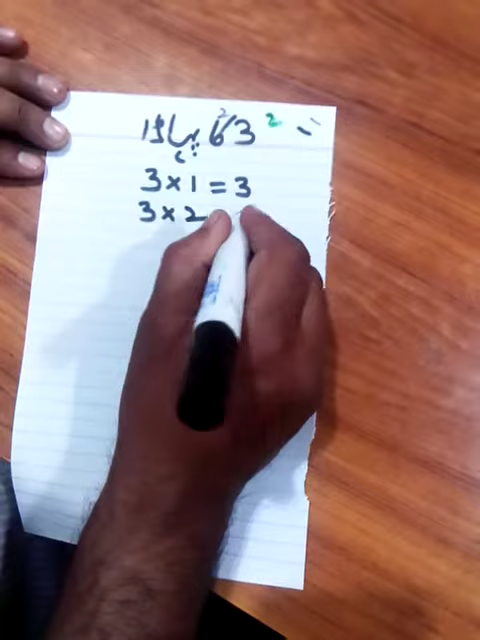 3 کا پہاڑا
3 × 1 = 3
3 × 2